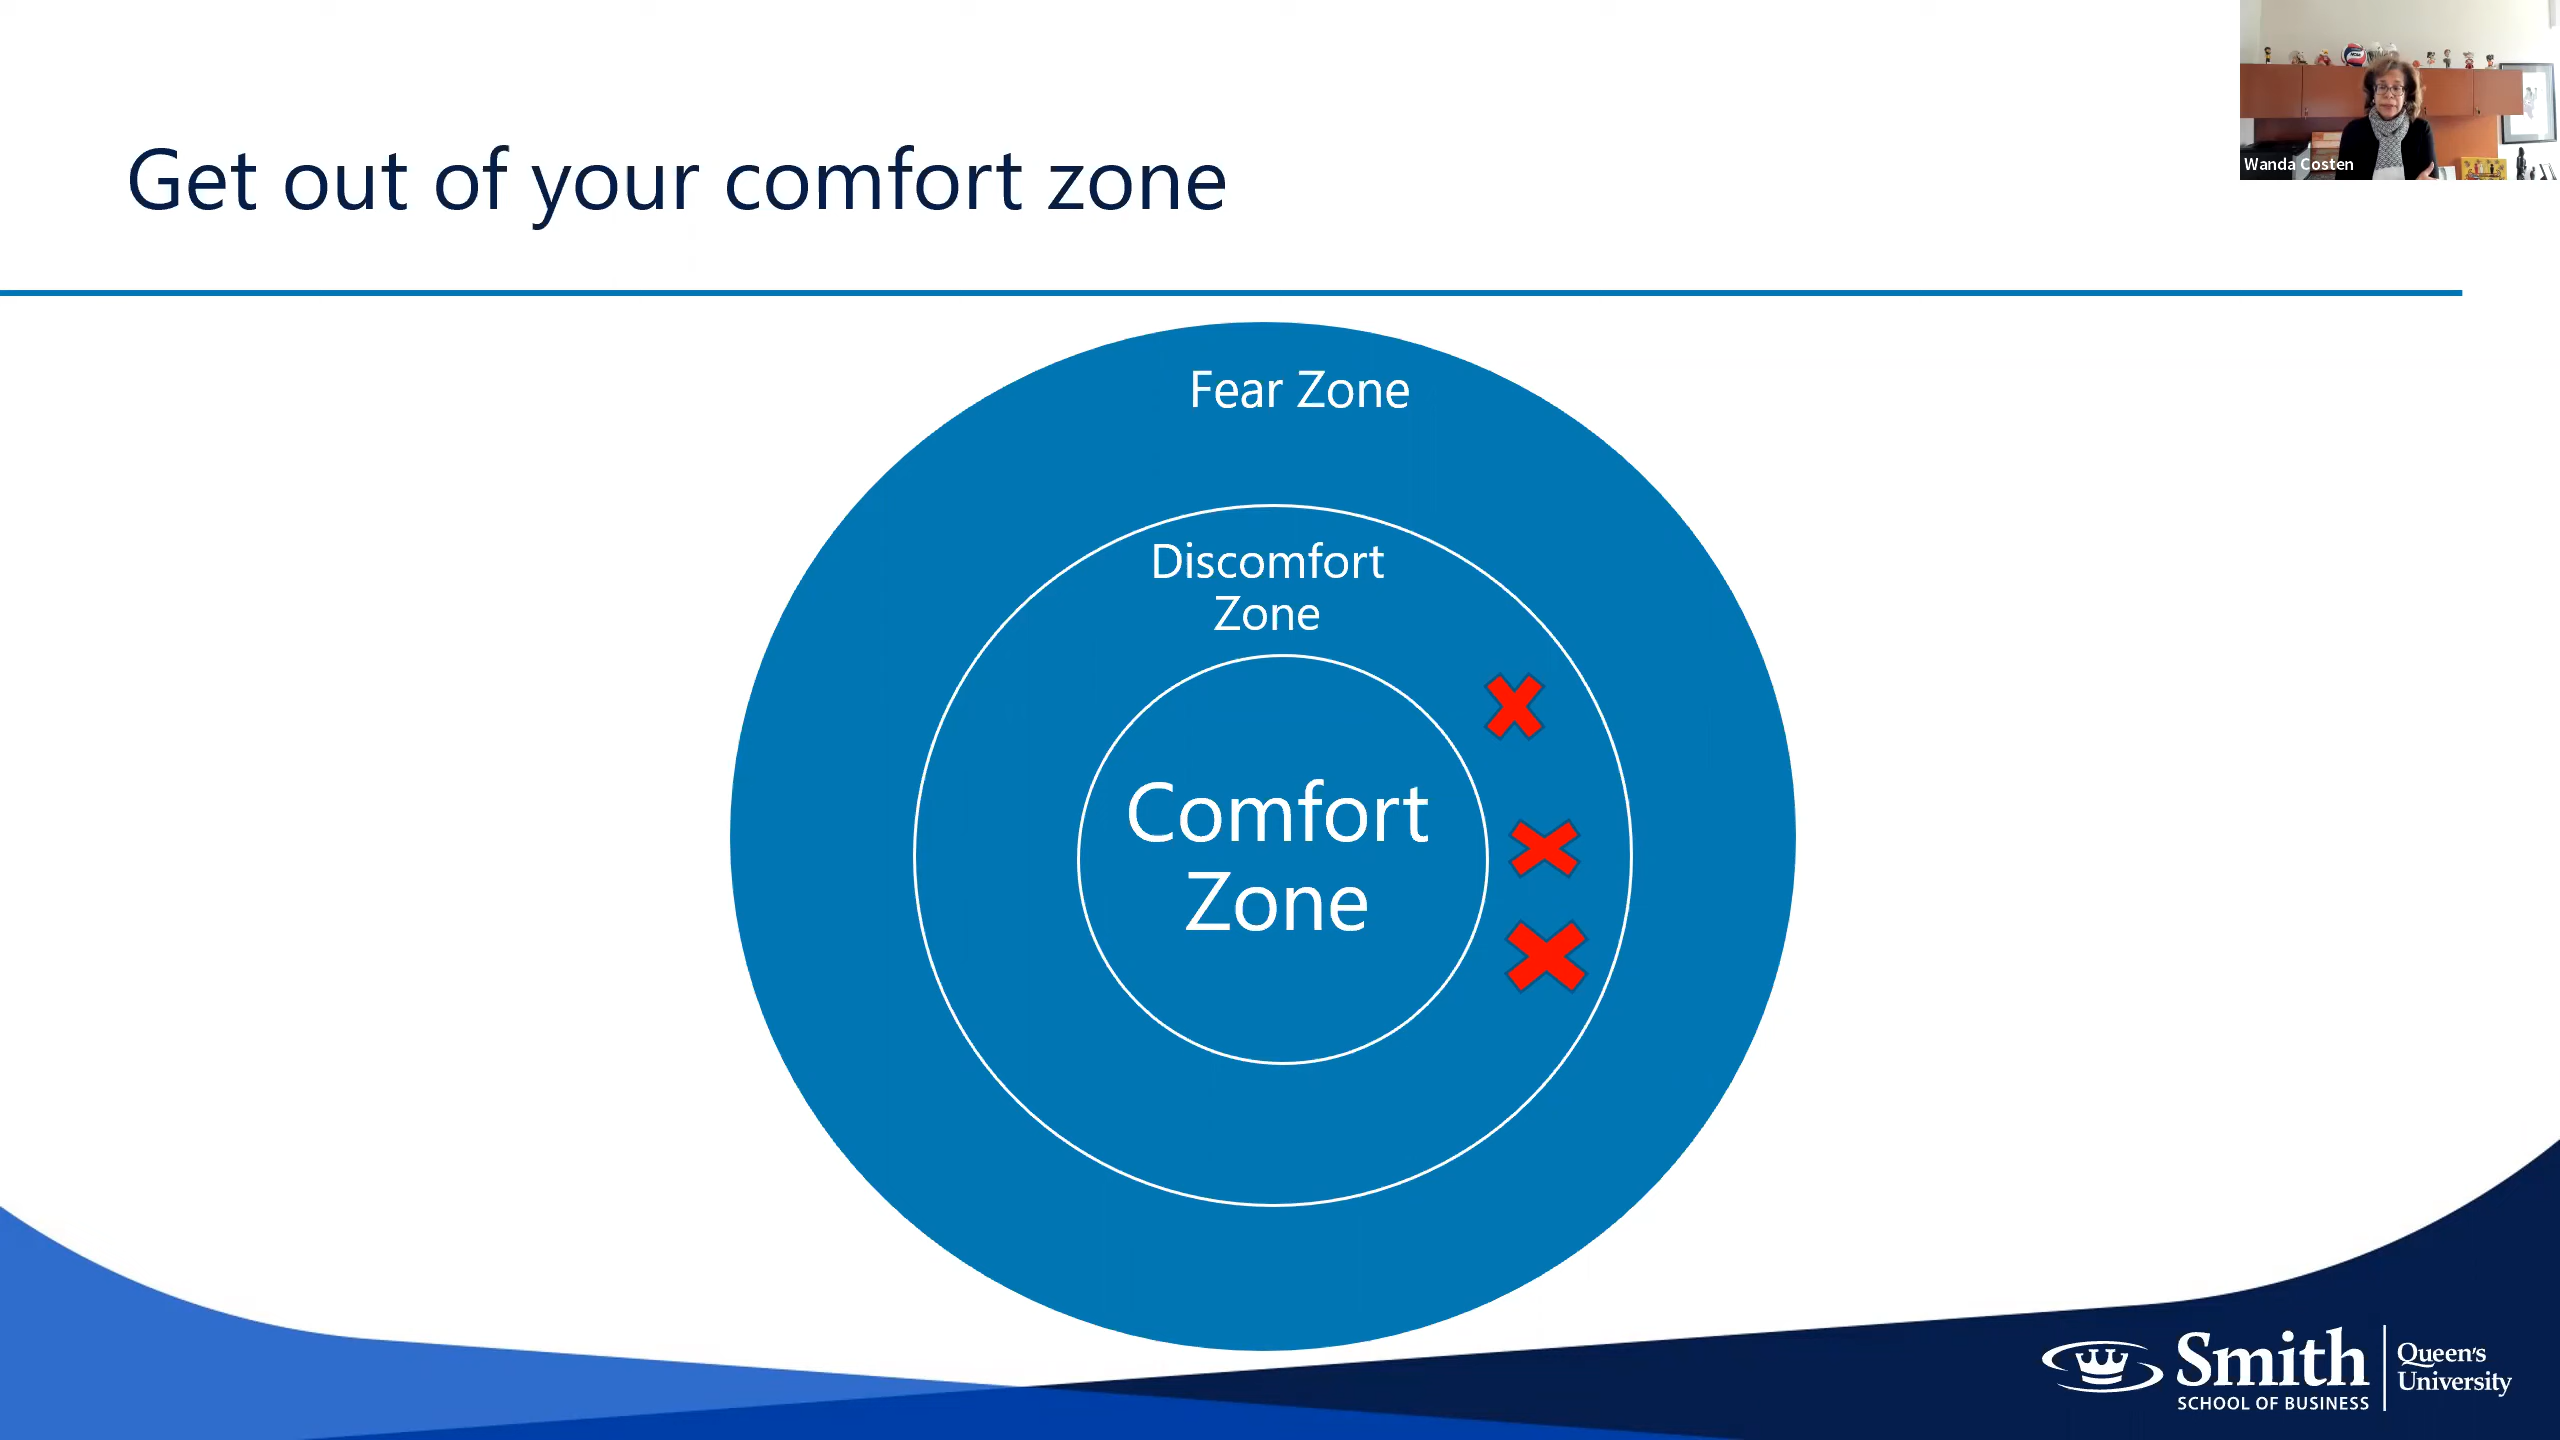 Get out of your comfort zone
Wanda Costen
Fear Zone
Discomfort
Zone
Comfort
Zone
Smith
SCHOOL OF BUSINESS
Queen's
University